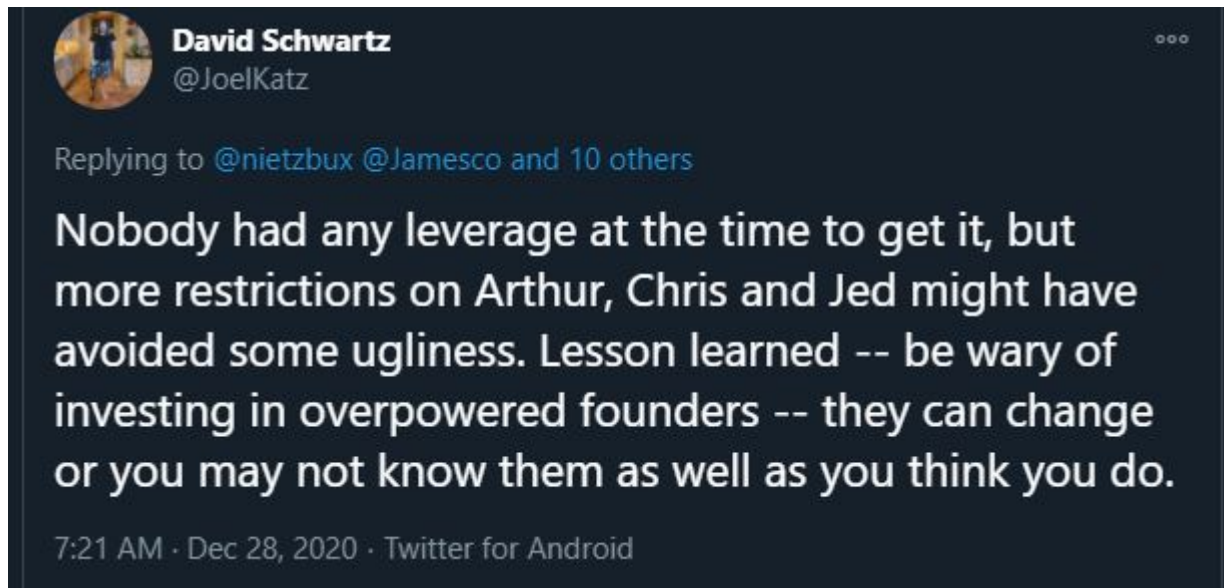 David Schwartz
@JoelKatz
Replying to @nietzbux @Jamesco and 10 others
Nobody had any leverage at the time to get it, but
more restrictions on Arthur, Chris and Jed might have
avoided some ugliness. Lesson learned -- be wary of
investing in overpowered founders -- they can change
or you may not know them as well as you think you do.
7:21 AM · Dec 28, 2020 · Twitter for Android